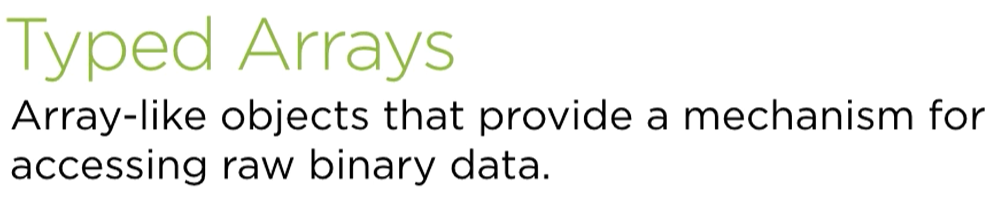 Typed Arrays
Array-like objects that provide a mechanism for
accessing raw binary data.